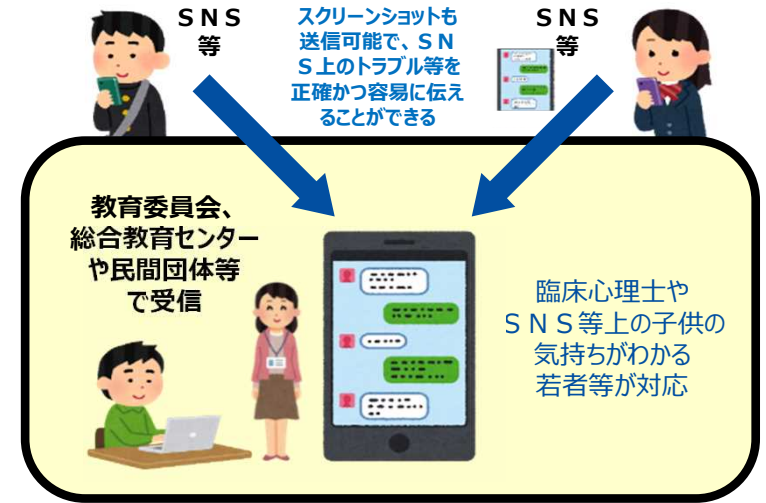 ＳＮＳ
等
スクリーンショットも
送信可能で、ＳＮ
Ｓ上のトラブル等を
正確かつ容易に伝え
ることができる
ＳＮＳ
等
教育委員会、
総合教育センター
や民間団体等
で受信
臨床心理士や
ＳＮＳ等上の子供の
気持ちがわかる
若者等が対応